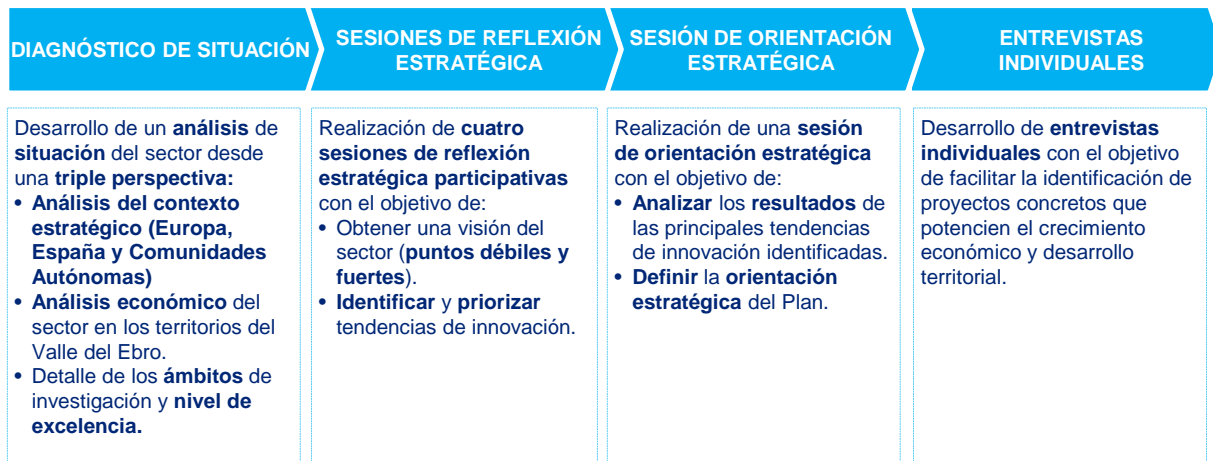 DIAGNÓSTICO DE SITUACIÓN
SESIONES DE REFLEXIÓN
ESTRATÉGICA
SESIÓN DE ORIENTACIÓN
ESTRATÉGICA
ENTREVISTAS
INDIVIDUALES
Desarrollo de un análisis de
situación del sector desde
una triple perspectiva:
• Análisis del contexto
estratégico (Europa,
España y Comunidades
Autónomas)
• Análisis económico del
sector en los territorios del
Valle del Ebro.
• Detalle de los ámbitos de
investigación y nivel de
excelencia.
Realización de cuatro
sesiones de reflexión
estratégica participativas
con el objetivo de:
• Obtener una visión del
sector (puntos débiles y
fuertes).
• Identificar y priorizar
tendencias de innovación.
Realización de una sesión
de orientación estratégica
con el objetivo de:
• Analizar los resultados de
las principales tendencias
de innovación identificadas.
• Definir la orientación
estratégica del Plan.
Desarrollo de entrevistas
individuales con el objetivo
de facilitar la identificación de
proyectos concretos que
potencien el crecimiento
económico y desarrollo
territorial.